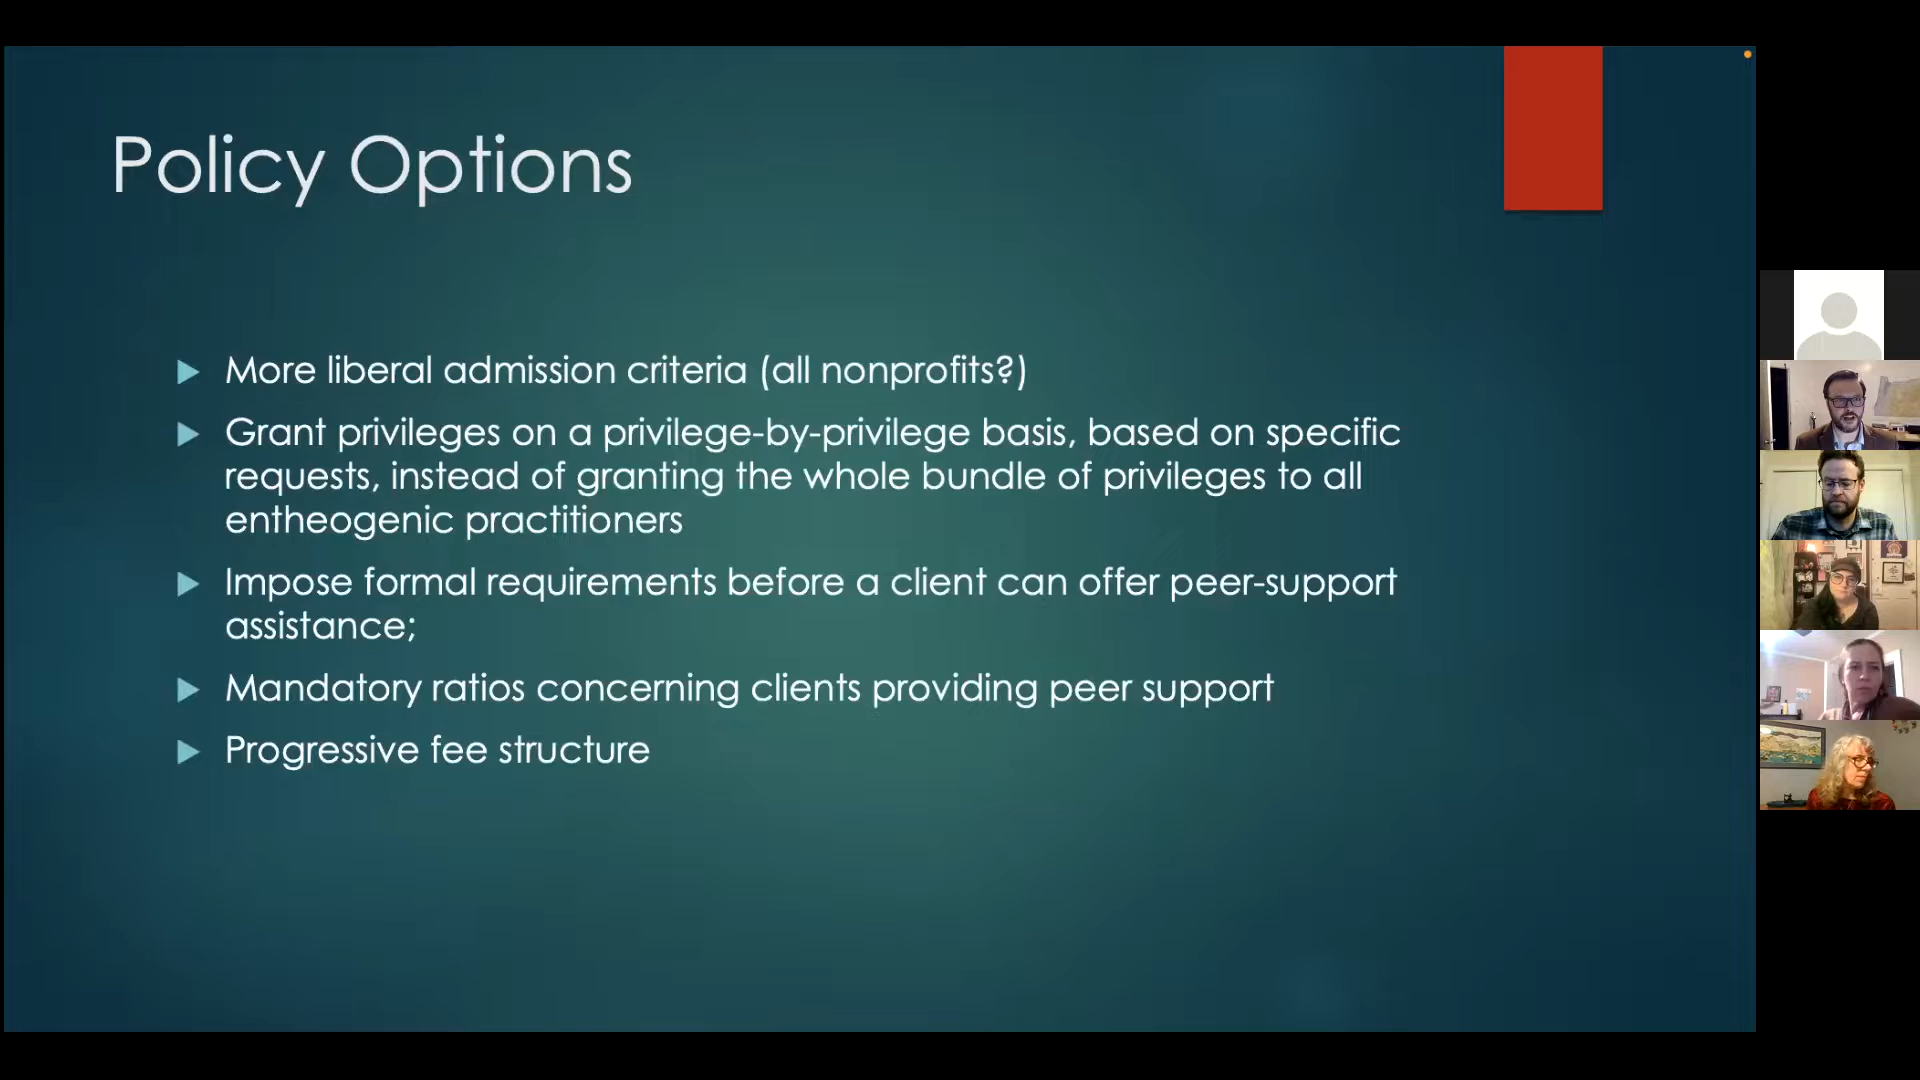 Policy Options
More liberal admission criteria (all nonprofits?)
Grant privileges on a privilege-by-privilege basis, based on specific
requests, instead of granting the whole bundle of privileges to all
entheogenic practitioners
Impose formal requirements before a client can offer peer-support
assistance;
Mandatory ratios concerning clients providing peer support
Progressive fee structure